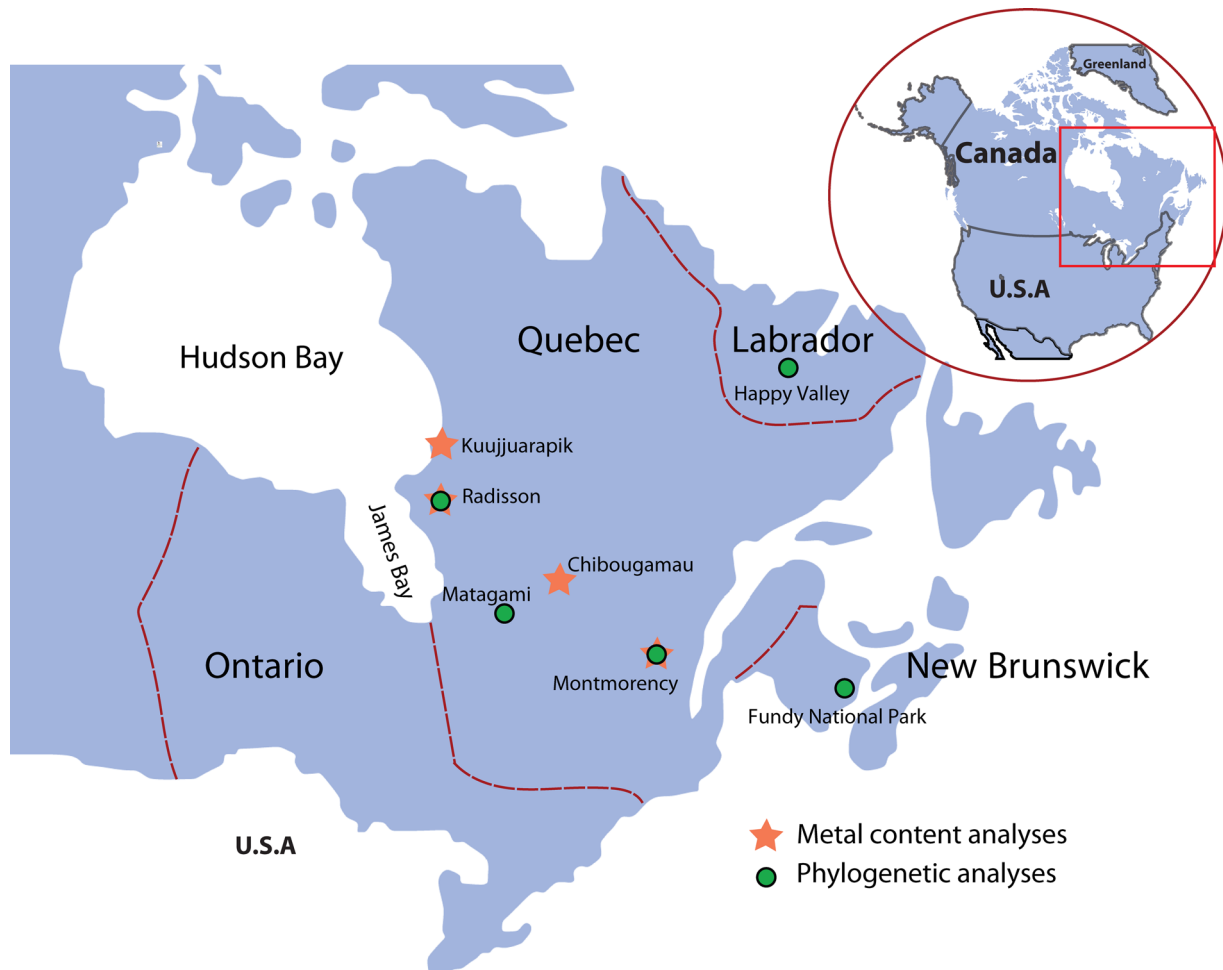 Greenland
Canada
U.S.A
Quebec
Labrador
Hudson Bay
Happy Valley
Kuujjuarapik
Radisson
James Bay
Chibougamau
Matagami
Ontario
Montmorency
New Brunswick
Fundy National Park
U.S.A
Metal content analyses
Phylogenetic analyses